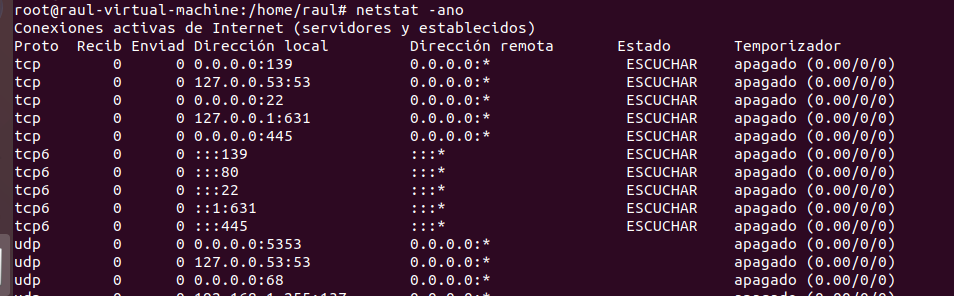 root@raul-virtual-machine:/home/raul# netstat -ano
Conexiones activas de Internet (servidores y establecidos)
Proto  Recib Enviad Dirección local         Dirección remota       Estado      Temporizador
tcp        0      0 0.0.0.0:139             0.0.0.0:*               ESCUCHAR    apagado (0.00/0/0)
tcp        0      0 127.0.0.53:53           0.0.0.0:*               ESCUCHAR    apagado (0.00/0/0)
tcp        0      0 0.0.0.0:22              0.0.0.0:*               ESCUCHAR    apagado (0.00/0/0)
tcp        0      0 127.0.0.1:631           0.0.0.0:*               ESCUCHAR    apagado (0.00/0/0)
tcp        0      0 0.0.0.0:445             0.0.0.0:*               ESCUCHAR    apagado (0.00/0/0)
tcp6       0      0 :::139                  :::*                    ESCUCHAR    apagado (0.00/0/0)
tcp6       0      0 :::80                   :::*                    ESCUCHAR    apagado (0.00/0/0)
tcp6       0      0 :::22                   :::*                    ESCUCHAR    apagado (0.00/0/0)
tcp6       0      0 ::1:631                 :::*                    ESCUCHAR    apagado (0.00/0/0)
tcp6       0      0 :::445                  :::*                    ESCUCHAR    apagado (0.00/0/0)
udp        0      0 0.0.0.0:5353            0.0.0.0:*                           apagado (0.00/0/0)
udp        0      0 127.0.0.53:53           0.0.0.0:*                           apagado (0.00/0/0)
udp        0      0 0.0.0.0:68              0.0.0.0:*                           apagado (0.00/0/0)